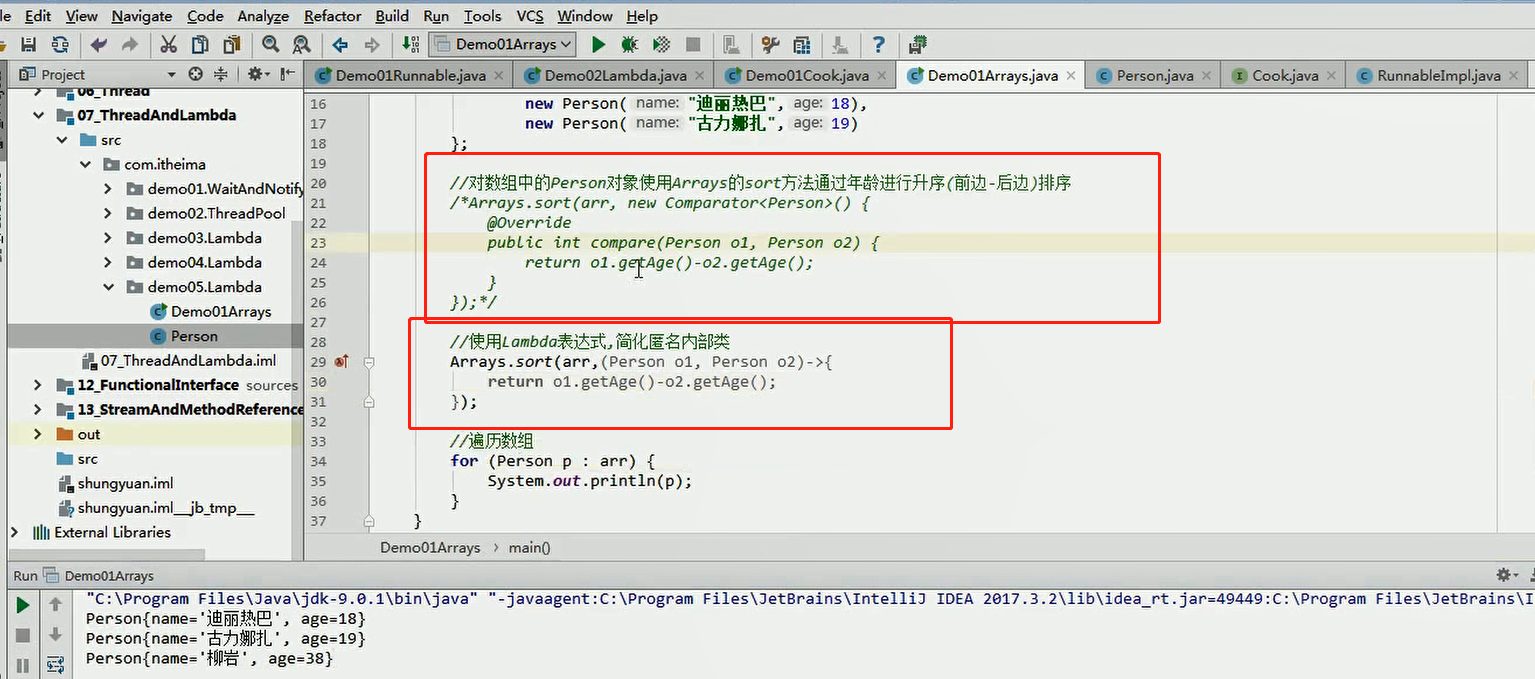 Edit View Navigate Code Analyze Refactor Build Run Tools VCS Window Help
Demo01Arrays
Project
Demo01Runnable.java Demo02Lambda.java Demo01Cook.java Demo01Arrays.java Person.java Cook.java RunnableImpl.java
06_Thread
07_ThreadAndLambda
src
com.itheima
demo01.WaitAndNotify
demo02.ThreadPool
demo03.Lambda
demo04.Lambda
demo05.Lambda
Demo01Arrays
Person
07_ThreadAndLambda.iml
12_FunctionalInterface sources
13_StreamAndMethodReference
out
src
shungyuan.iml
shungyuan.iml__jb_tmp__
External Libraries
16 new Person( name: "迪丽热巴", age: 18),
17 new Person( name: "古力娜扎", age: 19)
18 };
19
20 //对数组中的Person对象使用Arrays的sort方法通过年龄进行升序(前边-后边)排序
21 /*Arrays.sort(arr, new Comparator<Person>() {
22 @Override
23 public int compare(Person o1, Person o2) {
24 return o1.getAge()-o2.getAge();
25 }
26 });*/
27
28 //使用Lambda表达式,简化匿名内部类
29 Arrays.sort(arr,(Person o1, Person o2)->{
30 return o1.getAge()-o2.getAge();
31 });
32
33 //遍历数组
34 for (Person p : arr) {
35 System.out.println(p);
36 }
37 }
Demo01Arrays › main()
Run Demo01Arrays
"C:\Program Files\Java\jdk-9.0.1\bin\java" "-javaagent:C:\Program Files\JetBrains\IntelliJ IDEA 2017.3.2\lib\idea_rt.jar=49449:C:\Program Files\JetBrains\I
Person{name='迪丽热巴', age=18}
Person{name='古力娜扎', age=19}
Person{name='柳岩', age=38}